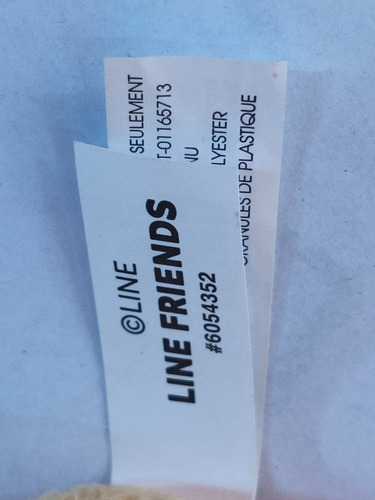 ©LINE
LINE FRIENDS
#6054352
SEULEMENT
T-01165713
NU
LYESTER
GRANULES DE PLASTIQUE